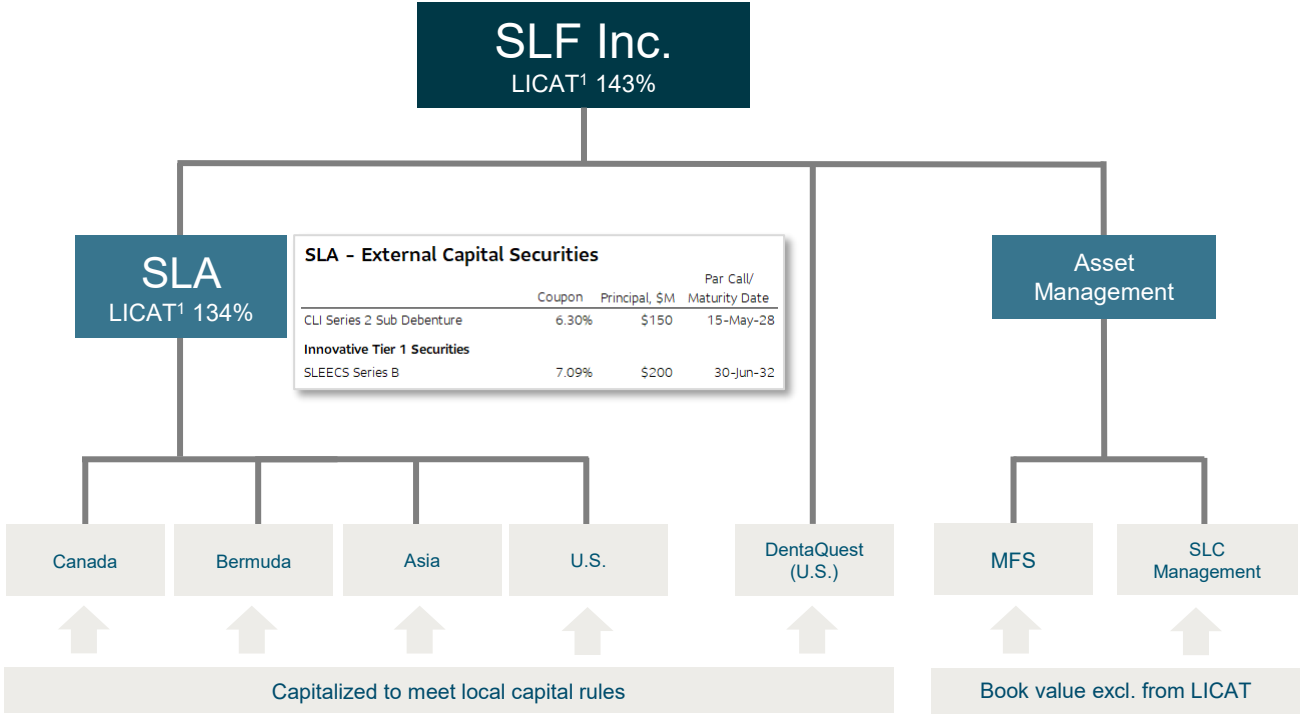 SLF Inc.
LICAT¹ 143%
SLA
LICAT¹ 134%
SLA – External Capital Securities
Par Call/
Coupon Principal, $M Maturity Date
CLI Series 2 Sub Debenture 6.30% $150 15-May-28
Innovative Tier 1 Securities
SLEECS Series B 7.09% $200 30-Jun-32
Asset
Management
Canada
Bermuda
Asia
U.S.
DentaQuest
(U.S.)
MFS
SLC
Management
Capitalized to meet local capital rules
Book value excl. from LICAT